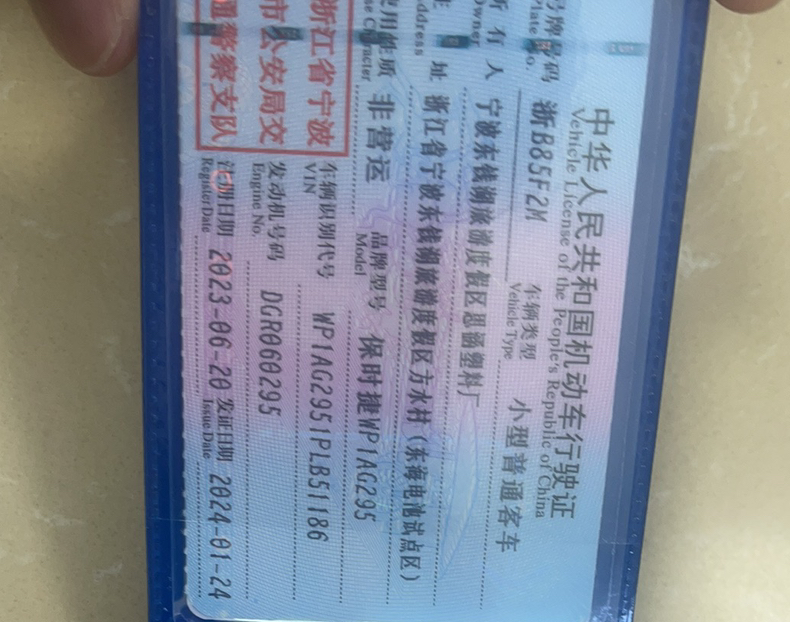 中华人民共和国机动车行驶证
Vehicle License of the People's Republic of China
号牌号码 浙B85F2M 车辆类型 小型普通客车
Plate No. Vehicle Type
所有人 宁波东钱湖旅游度假区思涵塑料厂
Owner
住址 浙江省宁波东钱湖旅游度假区方水村（东海电池试点区）
Address
使用性质 非营运 品牌型号 保时捷WP1AG295
Use Character Model
浙江省宁波
市公安局交
通警察支队
车辆识别代号 WP1AG2951PLB51186
VIN
发动机号码 DGR060295
Engine No.
注册日期 2023-06-20 发证日期 2024-01-24
Register Date Issue Date